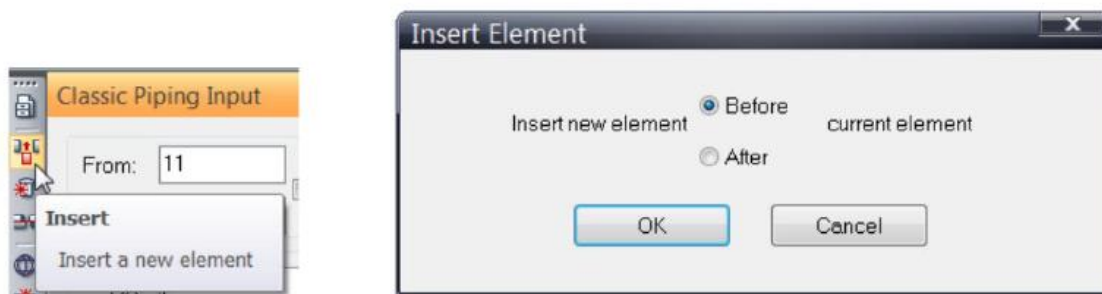 Classic Piping Input
From: 11
Insert
Insert a new element
Insert Element
x
Before
Insert new element current element
After
OK Cancel